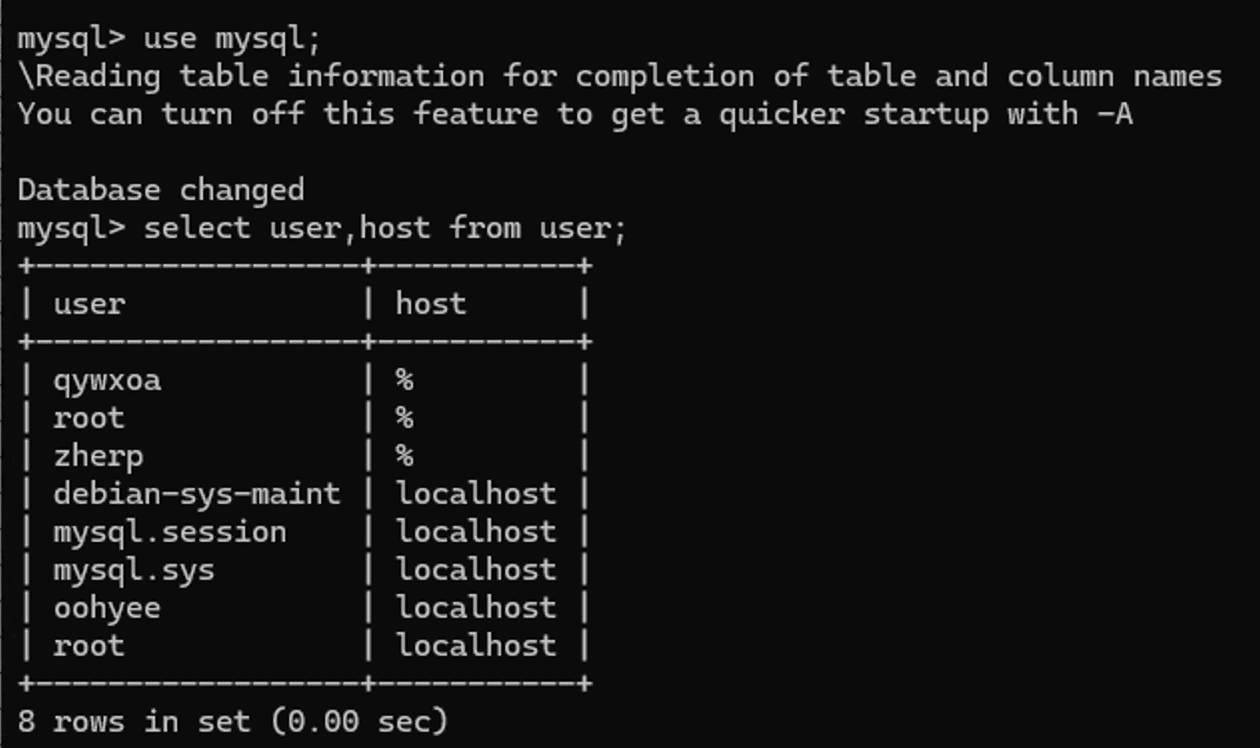 mysql> use mysql;
\Reading table information for completion of table and column names
You can turn off this feature to get a quicker startup with -A
Database changed
mysql> select user,host from user;
+------------------+-----------+
| user             | host      |
+------------------+-----------+
| qywxoa           | %         |
| root             | %         |
| zherp            | %         |
| debian-sys-maint | localhost |
| mysql.session    | localhost |
| mysql.sys        | localhost |
| oohyee           | localhost |
| root             | localhost |
+------------------+-----------+
8 rows in set (0.00 sec)